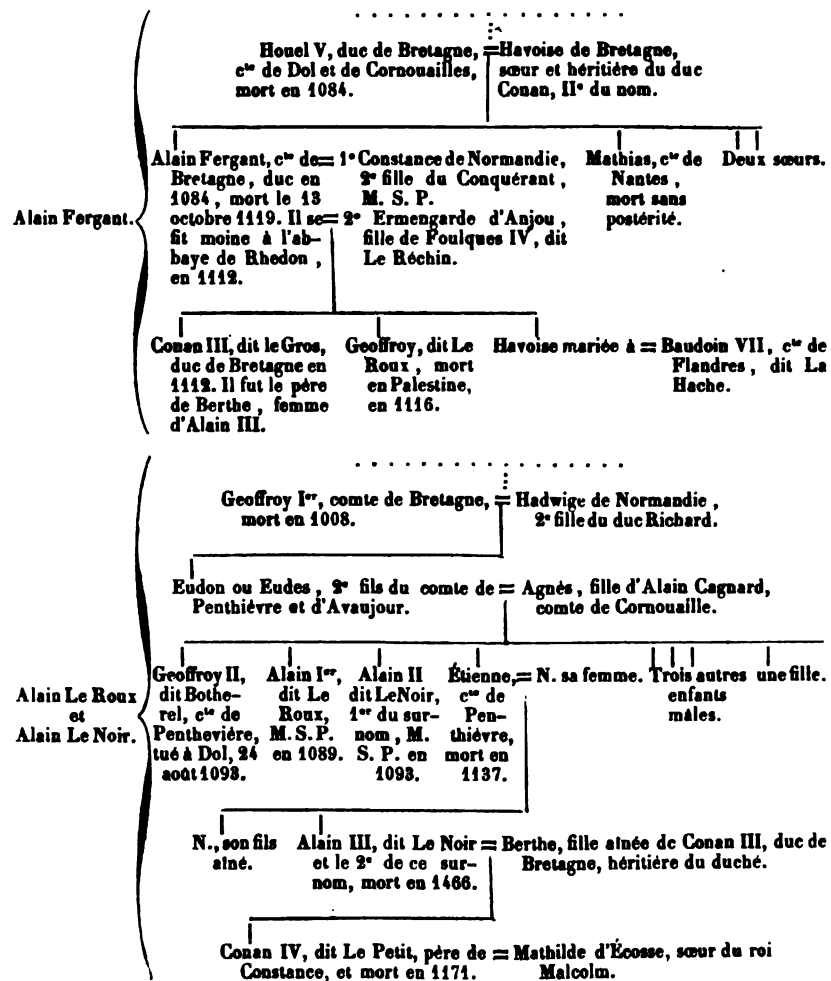 Houel V, duc de Bretagne, = Havoise de Bretagne,
cte de Dol et de Cornouailles, sœur et héritière du duc
mort en 1084. Conan, IIe du nom.
Alain Fergant.
Alain Fergant, cte de = 1o Constance de Normandie,
Bretagne, duc en 2e fille du Conquérant,
1084, mort le 13 M. S. P.
octobre 1119. Il se = 2o Ermengarde d'Anjou,
fit moine à l'ab- fille de Foulques IV, dit
baye de Rhedon, Le Réchin.
en 1112.
Mathias, cte de
Nantes,
mort sans
postérité.
Deux sœurs.
Conan III, dit le Gros,
duc de Bretagne en
1112. Il fut le père
de Berthe, femme
d'Alain III.
Geoffroy, dit Le
Roux, mort
en Palestine,
en 1116.
Havoise mariée à = Baudoin VII, cte de
Flandres, dit La
Hache.
Geoffroy Ier, comte de Bretagne, = Hadwige de Normandie,
mort en 1008. 2e fille du duc Richard.
Eudon ou Eudes, 2e fils du comte de = Agnès, fille d'Alain Cagnard,
Penthièvre et d'Avaujour. comte de Cornouaille.
Alain Le Roux
et
Alain Le Noir.
Geoffroy II,
dit Bothe-
rel, cte de
Penthevière,
tué à Dol, 24
août 1093.
Alain Ier,
dit Le
Roux,
M. S. P.
en 1089.
Alain II
dit Le Noir,
1er du sur-
nom, M.
S. P. en
1093.
Étienne, = N. sa femme.
cte de
Pen-
thièvre,
mort en
1137.
Trois autres
enfants
mâles.
une fille.
N., son fils
aîné.
Alain III, dit Le Noir = Berthe, fille aînée de Conan III, duc de
et le 2e de ce sur- Bretagne, héritière du duché.
nom, mort en 1466.
Conan IV, dit Le Petit, père de = Mathilde d'Écosse, sœur du roi
Constance, et mort en 1171. Malcolm.